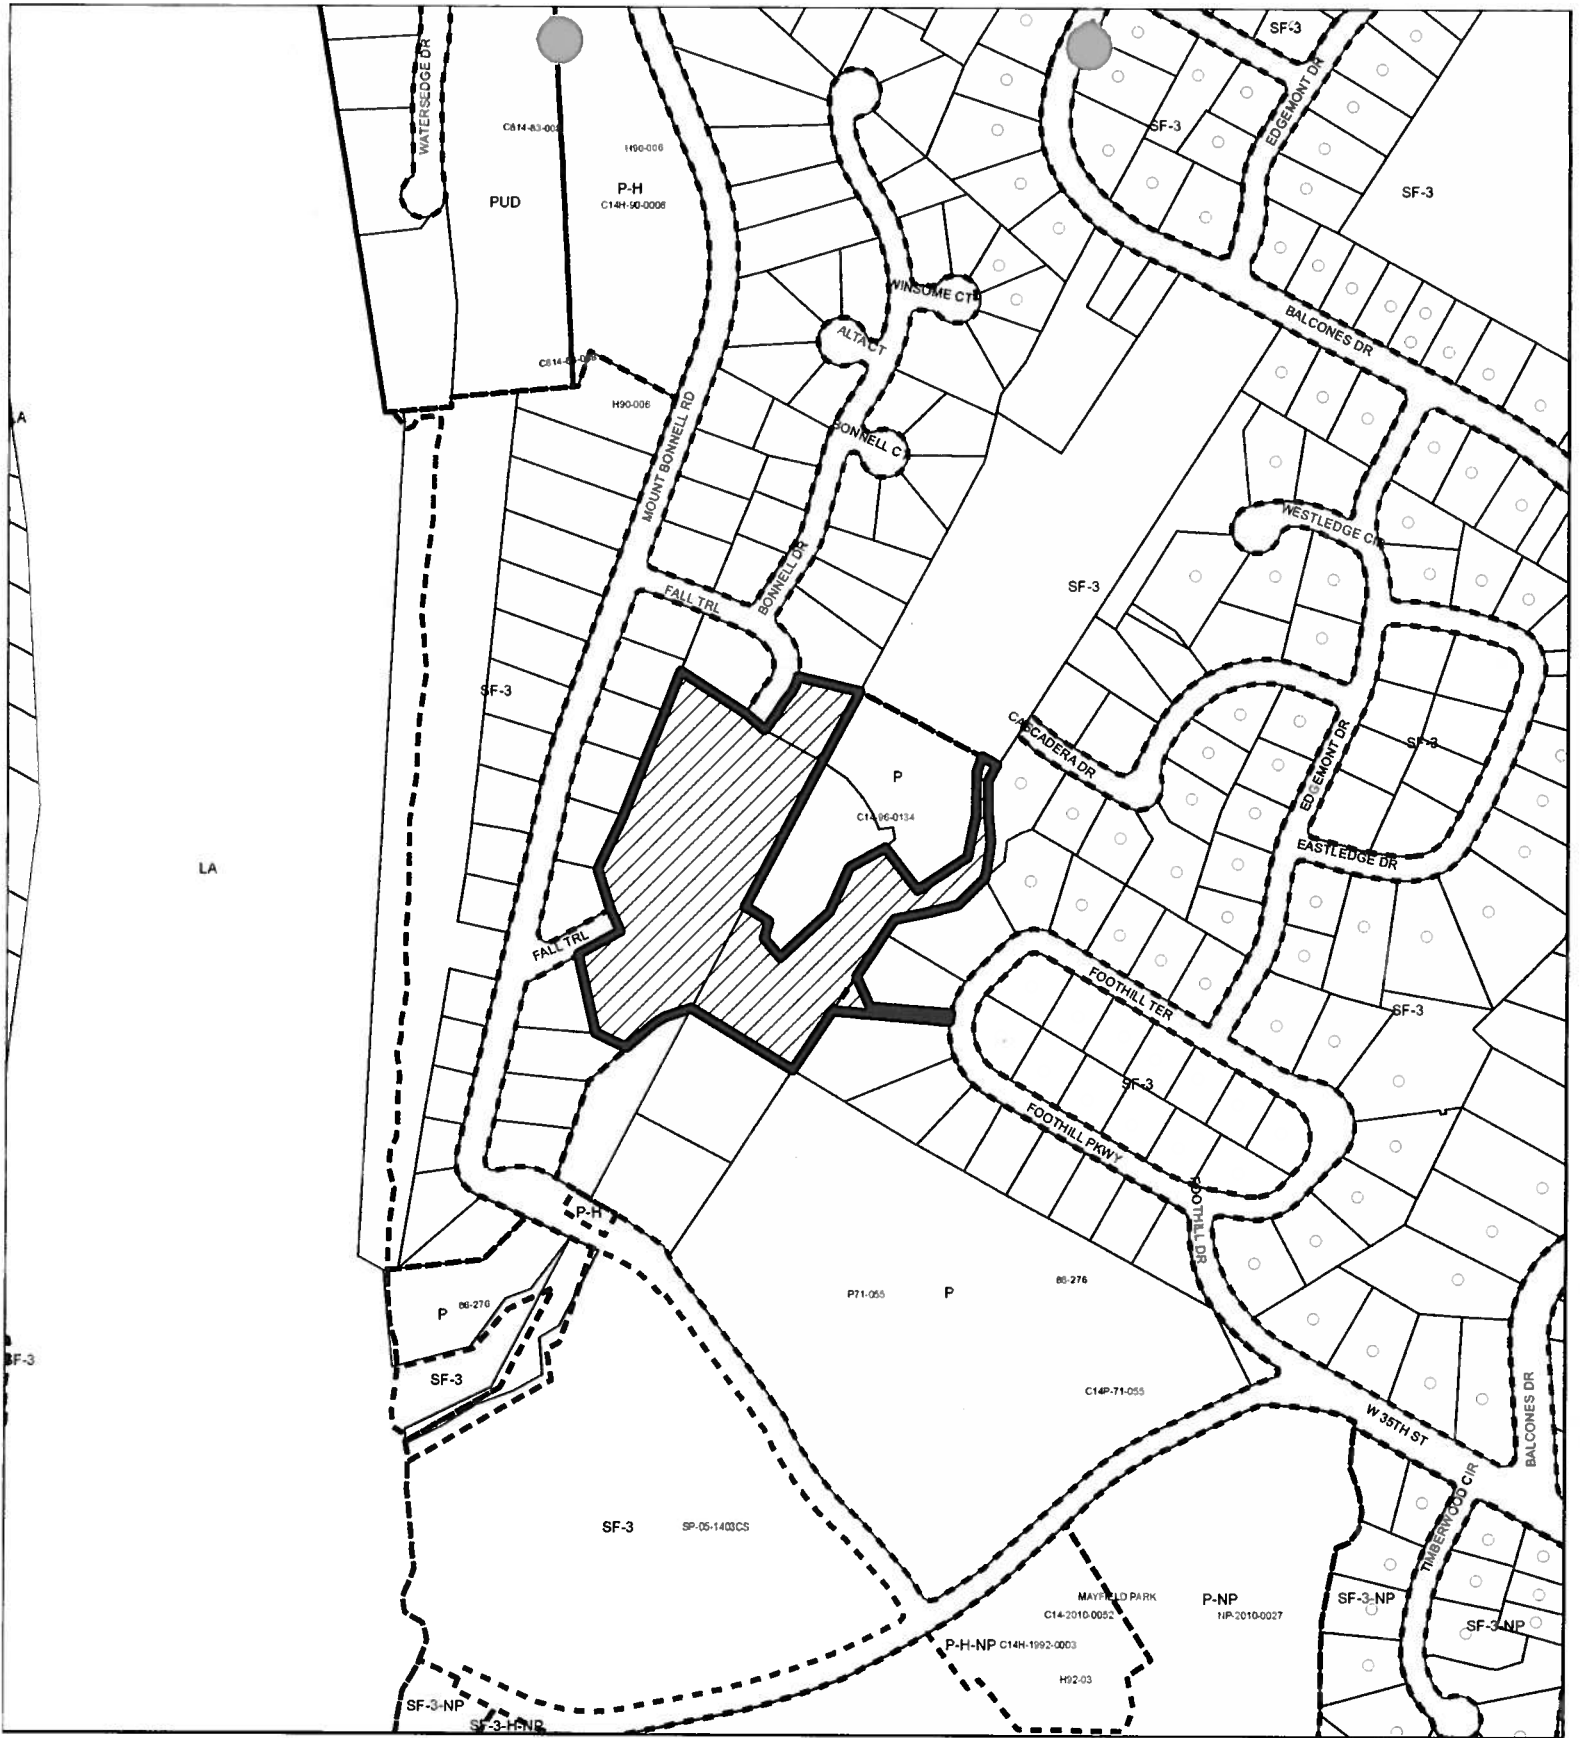 SF-3
WATERSEDGE DR
EDGEMONT DR
C814-83-00
SF-3
H90-006
P-H
C14H-90-0006
PUD
SF-3
WINSOME CT
BALCONES DR
ALTA CT
C814-8
H90-006
LA
MOUNT BONNELL RD
BONNELL CT
WESTLEDGE CIR
BONNELL DR
SF-3
FALL TRL
SF-3
CASCADERA DR
EDGEMONT DR
SF-3
P
C14-96-0134
EASTLEDGE DR
LA
FALL TRL
FOOTHILL TER
SF-3
SF-3
FOOTHILL PKWY
FOOTHILL DR
P-H
86-276
P71-055
P
P
86-276
SF-3
SF-3
C14P-71-055
BALCONES DR
W 35TH ST
TIMBERWOOD CIR
SF-3
SP-05-1403CS
MAYFIELD PARK
P-NP
SF-3-NP
C14-2010-0052
NP-2010-0027
SF-3-NP
P-H-NP
C14H-1992-0003
H92-03
SF-3-NP
SF-3-H-NP